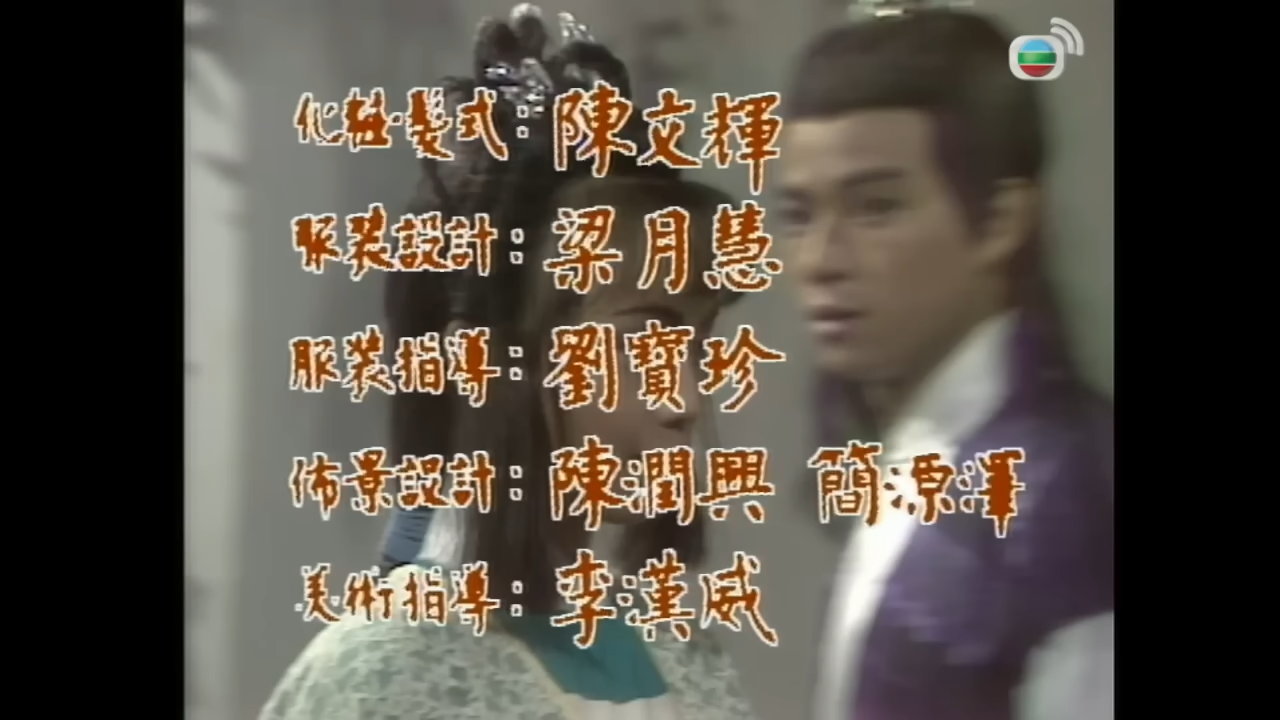 化粧·髮式：陳文輝
服裝設計：梁月慧
服裝指導：劉寶珍
佈景設計：陳潤興 簡源渾
美術指導：李漢威